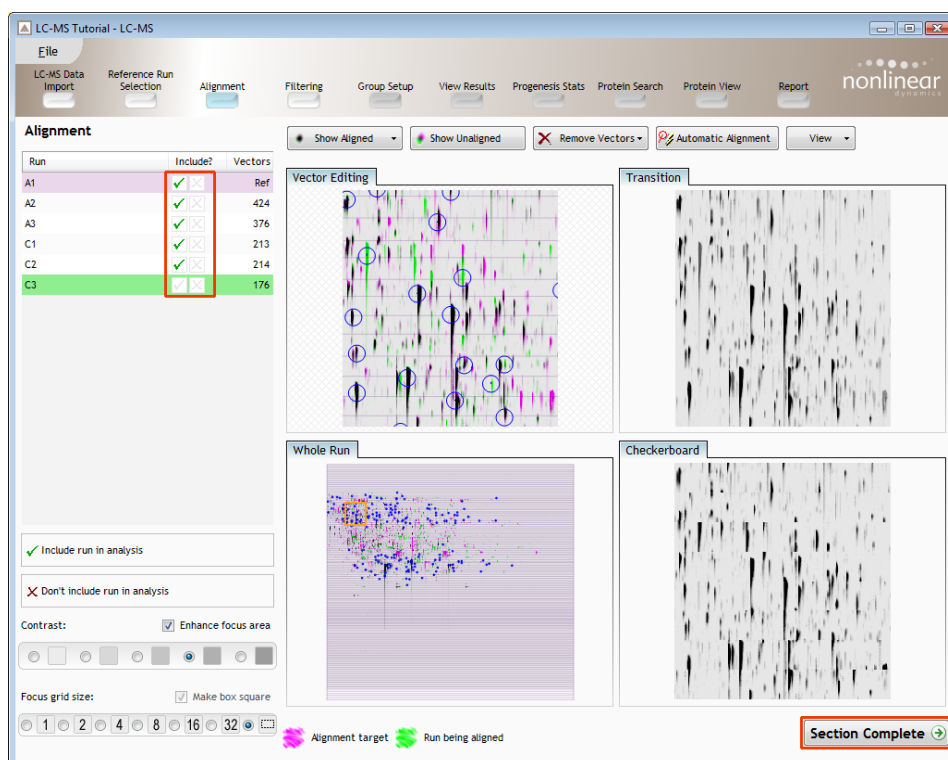 LC-MS Tutorial - LC-MS
File
LC-MS Data Import
Reference Run Selection
Alignment
Filtering
Group Setup
View Results
Progenesis Stats
Protein Search
Protein View
Report
nonlinear
dynamics
Alignment
Show Aligned
Show Unaligned
Remove Vectors
Automatic Alignment
View
Run Include? Vectors
A1 Ref
A2 424
A3 376
C1 213
C2 214
C3 176
Include run in analysis
Don't include run in analysis
Contrast:
Enhance focus area
Focus grid size:
Make box square
1 2 4 8 16 32
Vector Editing
Transition
Whole Run
Checkerboard
Alignment target
Run being aligned
Section Complete